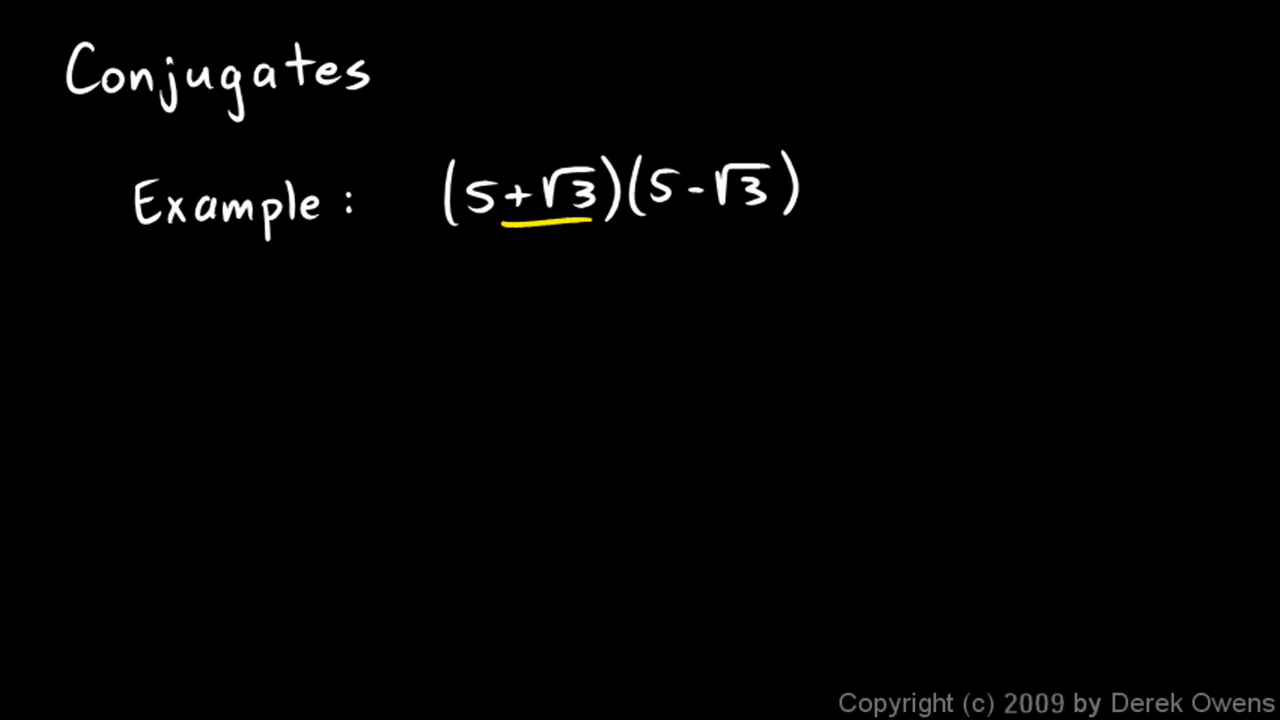 Conjugates
Example : (5+√3)(5-√3)
Copyright (c) 2009 by Derek Owens